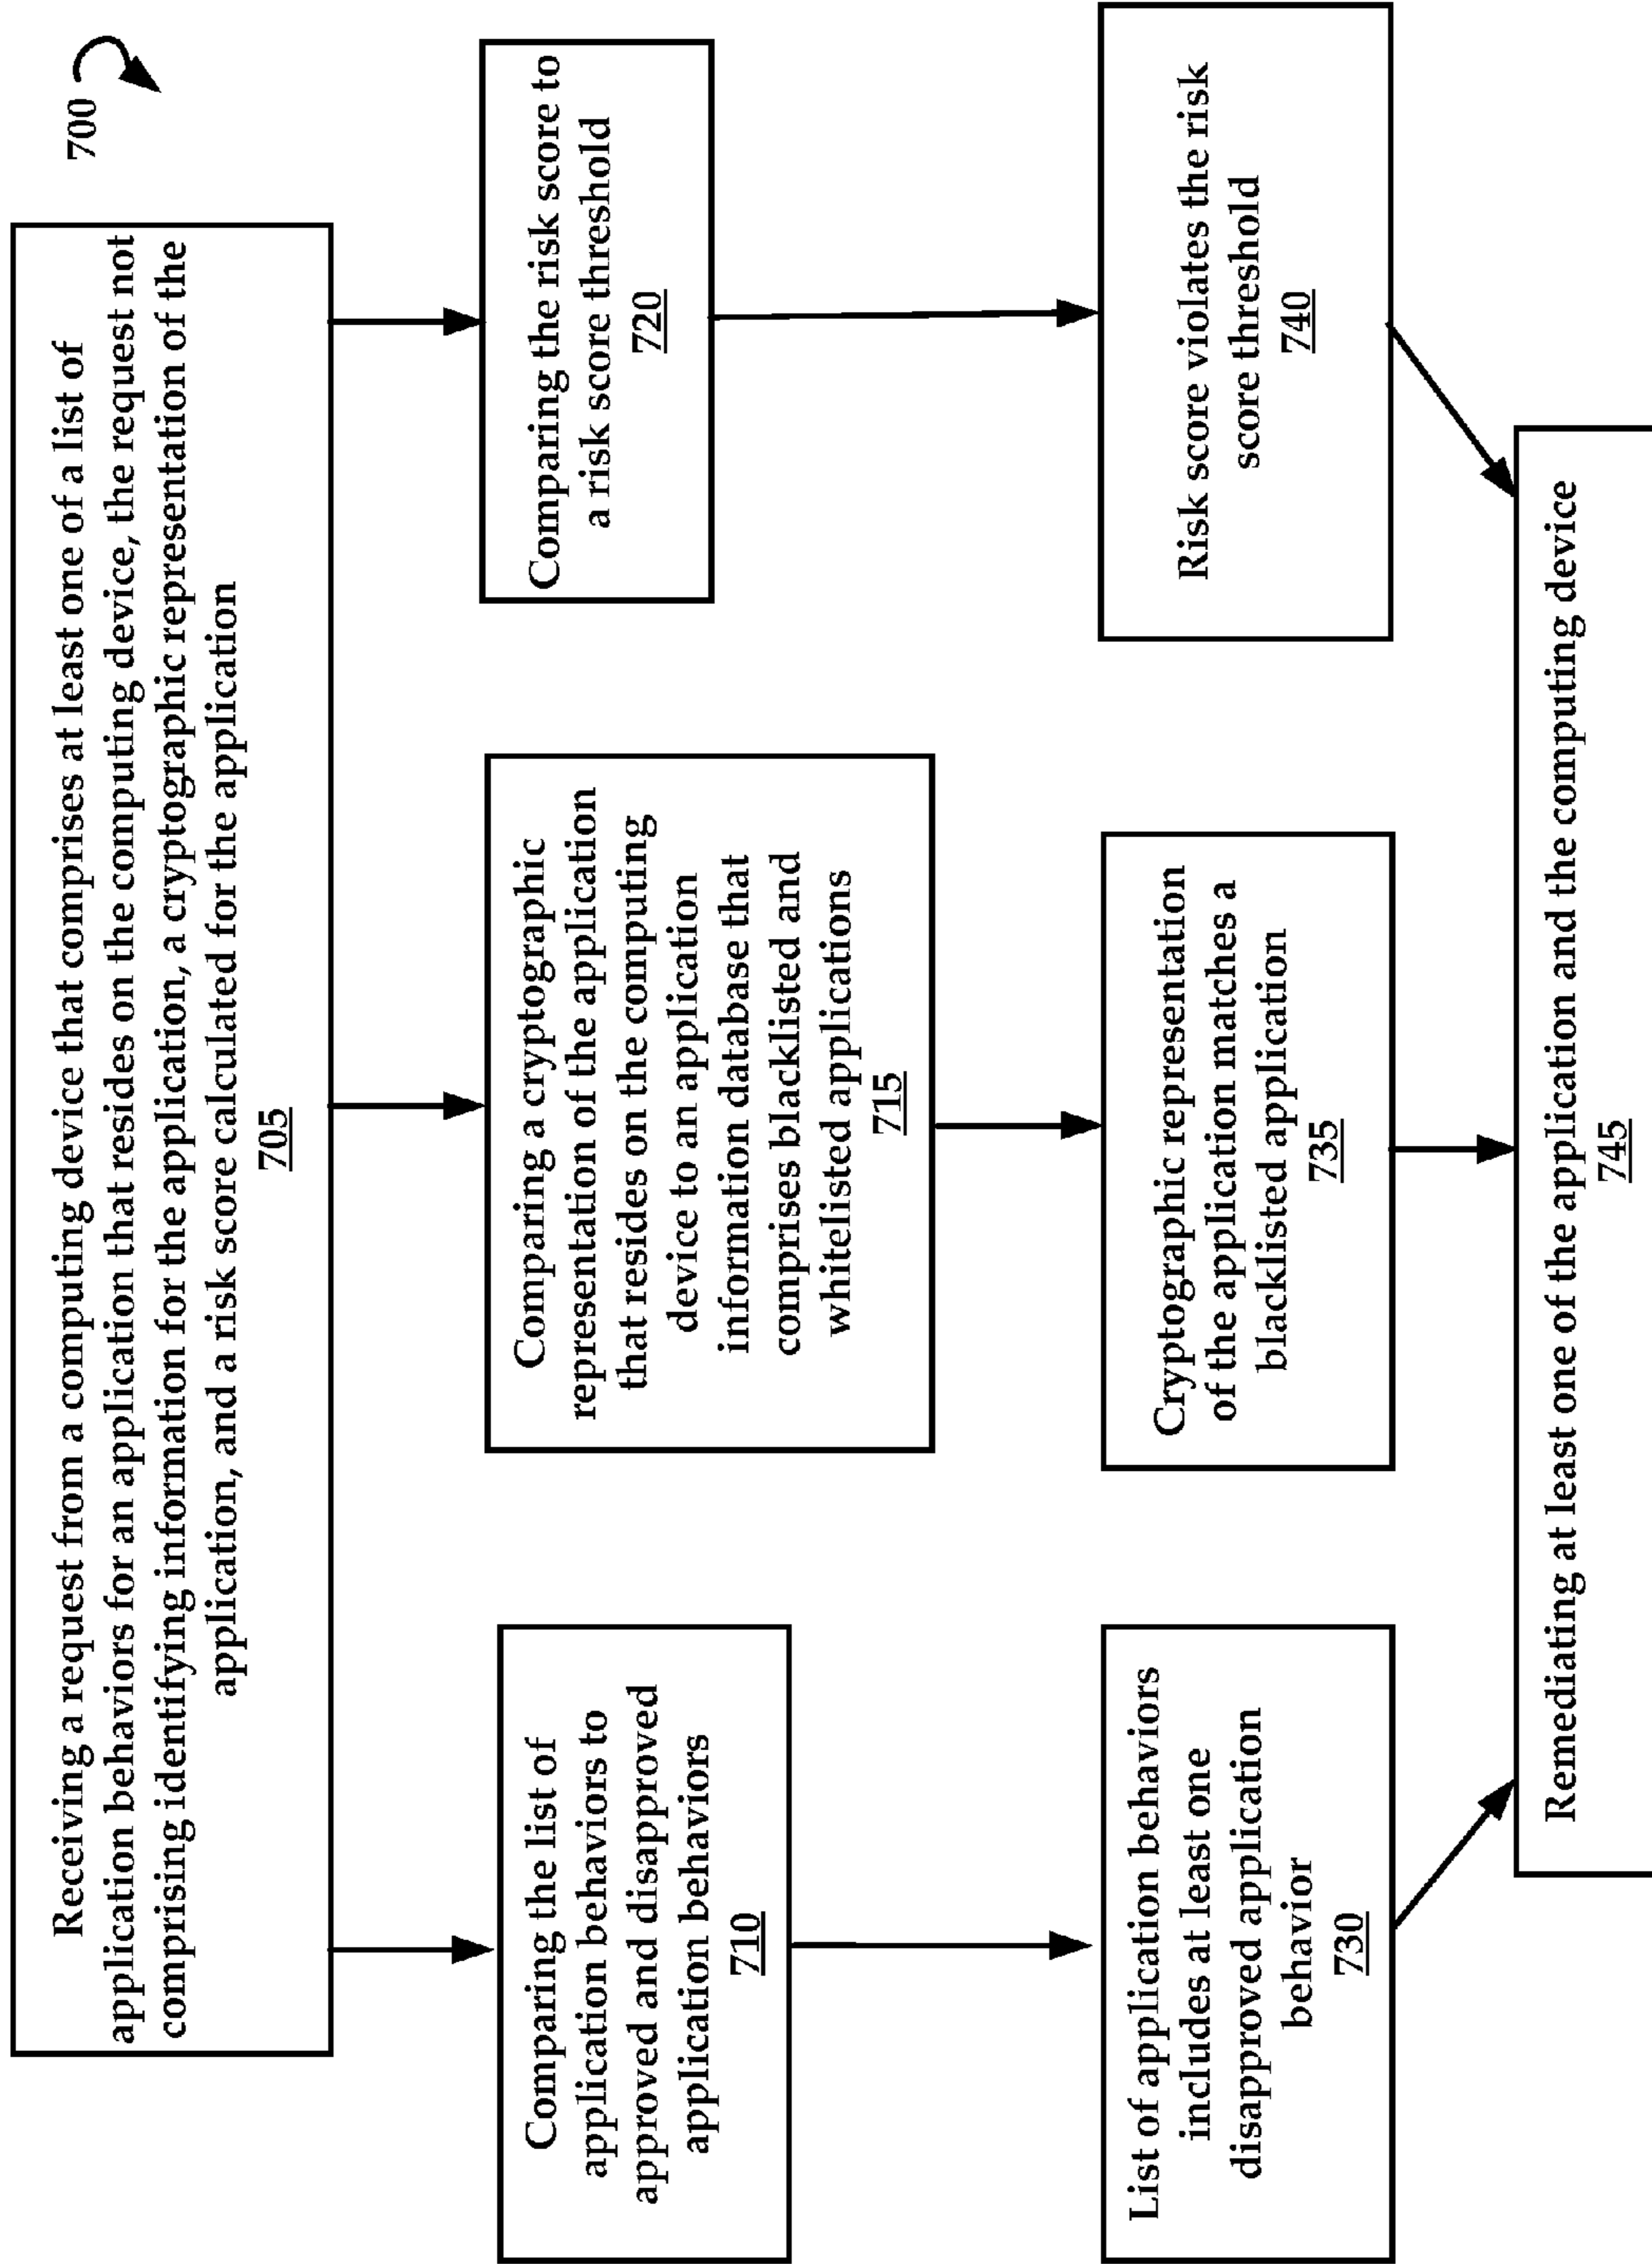 700
Receiving a request from a computing device that comprises at least one of a list of
application behaviors for an application that resides on the computing device, the request not
comprising identifying information for the application, a cryptographic representation of the
application, and a risk score calculated for the application
705
Comparing the list of
application behaviors to
approved and disapproved
application behaviors
710
Comparing a cryptographic
representation of the application
that resides on the computing
device to an application
information database that
comprises blacklisted and
whitelisted applications
715
Comparing the risk score to
a risk score threshold
720
List of application behaviors
includes at least one
disapproved application
behavior
730
Cryptographic representation
of the application matches a
blacklisted application
735
Risk score violates the risk
score threshold
740
Remediating at least one of the application and the computing device
745